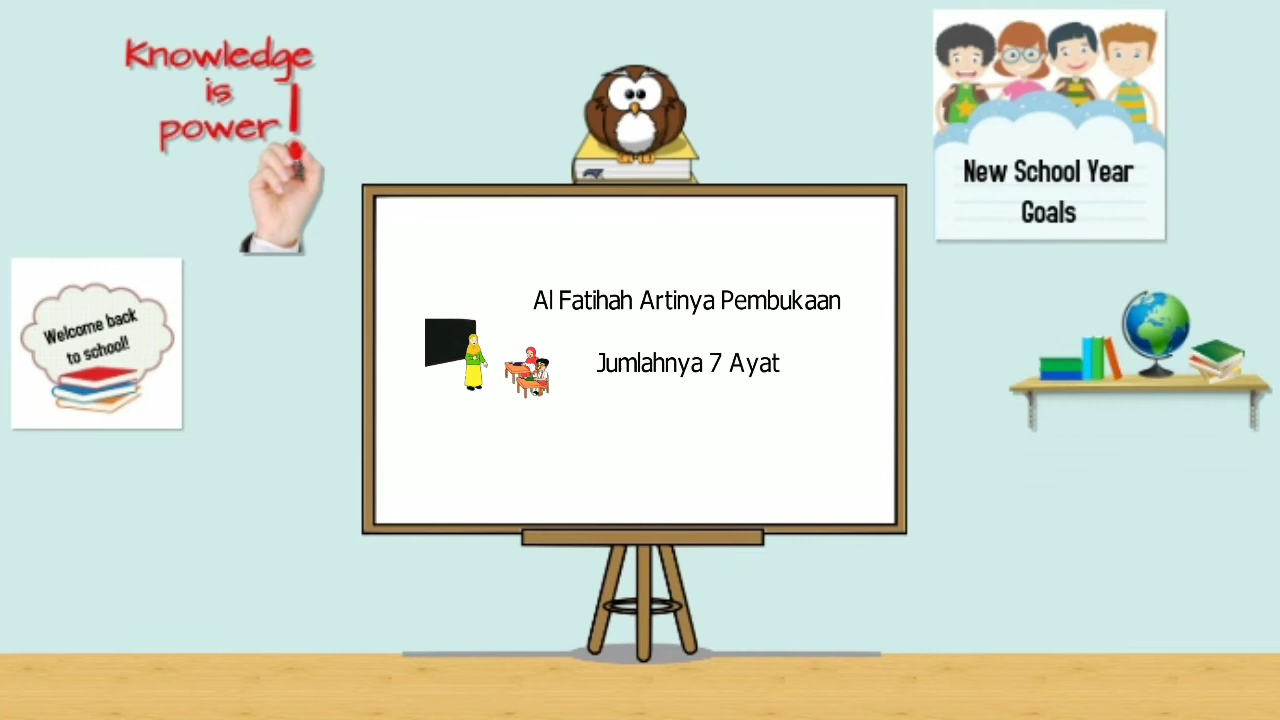 Knowledge
is
power!
New School Year
Goals
Welcome back
to school!
Al Fatihah Artinya Pembukaan
Jumlahnya 7 Ayat